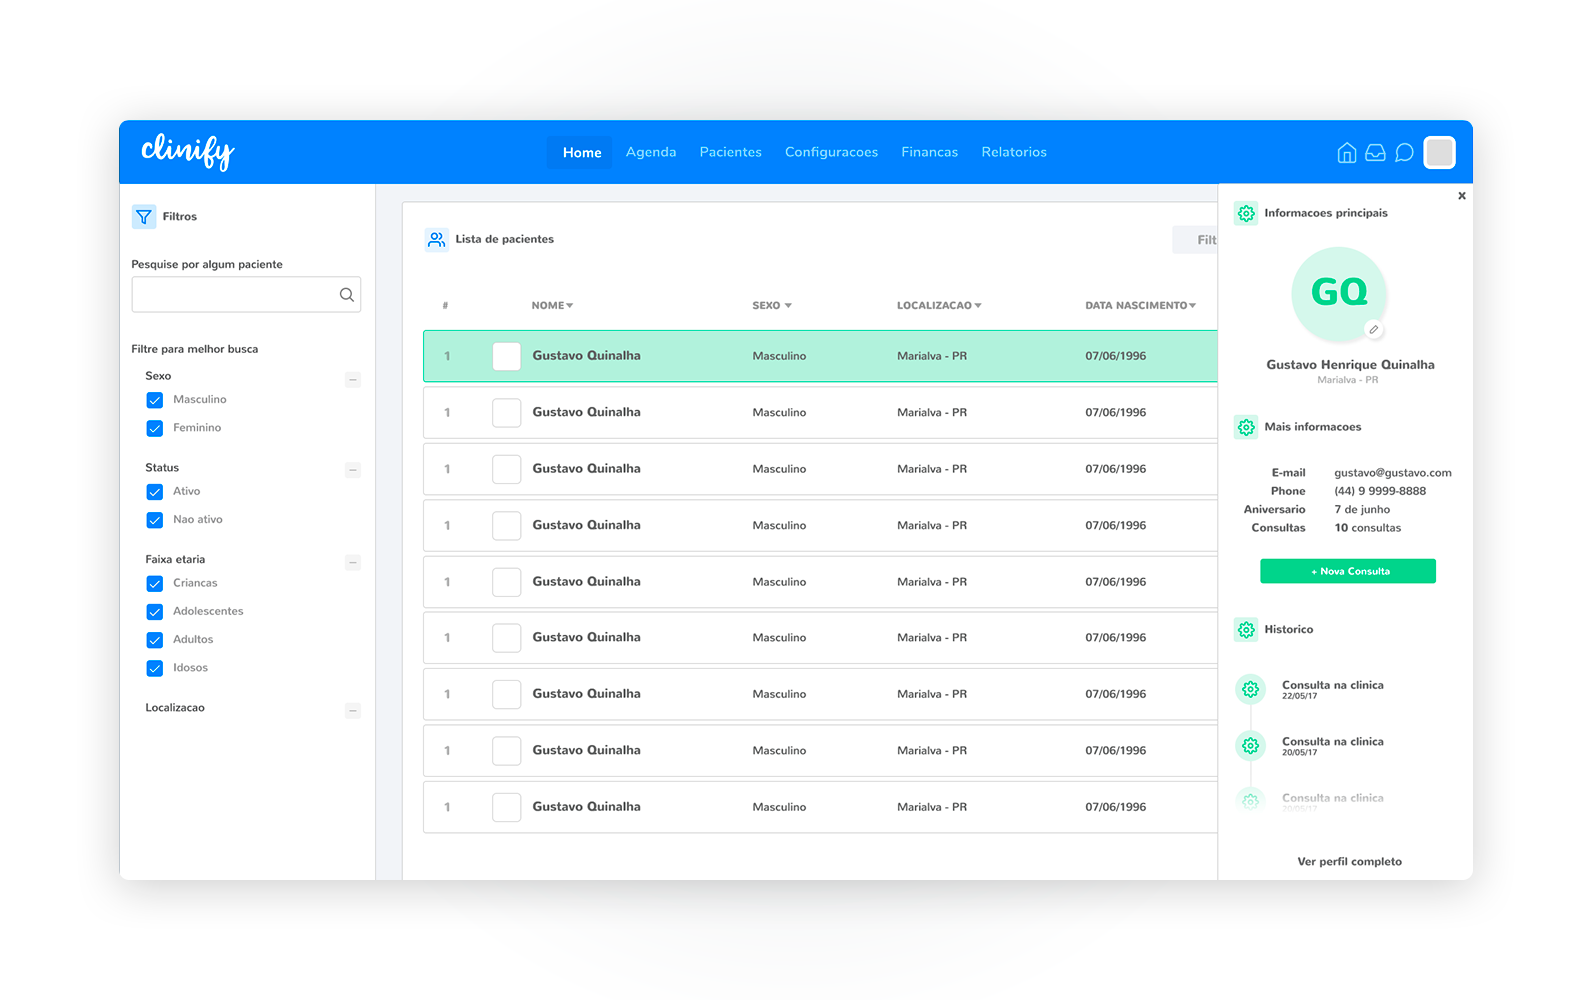 clinify
Home Agenda Pacientes Configuracoes Financas Relatorios
Filtros
Pesquise por algum paciente
Filtre para melhor busca
Sexo
Masculino
Feminino
Status
Ativo
Nao ativo
Faixa etaria
Criancas
Adolescentes
Adultos
Idosos
Localizacao
Lista de pacientes
Filt
# NOME SEXO LOCALIZACAO DATA NASCIMENTO
1 Gustavo Quinalha Masculino Marialva - PR 07/06/1996
1 Gustavo Quinalha Masculino Marialva - PR 07/06/1996
1 Gustavo Quinalha Masculino Marialva - PR 07/06/1996
1 Gustavo Quinalha Masculino Marialva - PR 07/06/1996
1 Gustavo Quinalha Masculino Marialva - PR 07/06/1996
1 Gustavo Quinalha Masculino Marialva - PR 07/06/1996
1 Gustavo Quinalha Masculino Marialva - PR 07/06/1996
1 Gustavo Quinalha Masculino Marialva - PR 07/06/1996
1 Gustavo Quinalha Masculino Marialva - PR 07/06/1996
x
Informacoes principais
GQ
Gustavo Henrique Quinalha
Marialva - PR
Mais informacoes
E-mail gustavo@gustavo.com
Phone (44) 9 9999-8888
Aniversario 7 de junho
Consultas 10 consultas
+ Nova Consulta
Historico
Consulta na clinica
22/05/17
Consulta na clinica
20/05/17
Consulta na clinica
20/05/17
Ver perfil completo